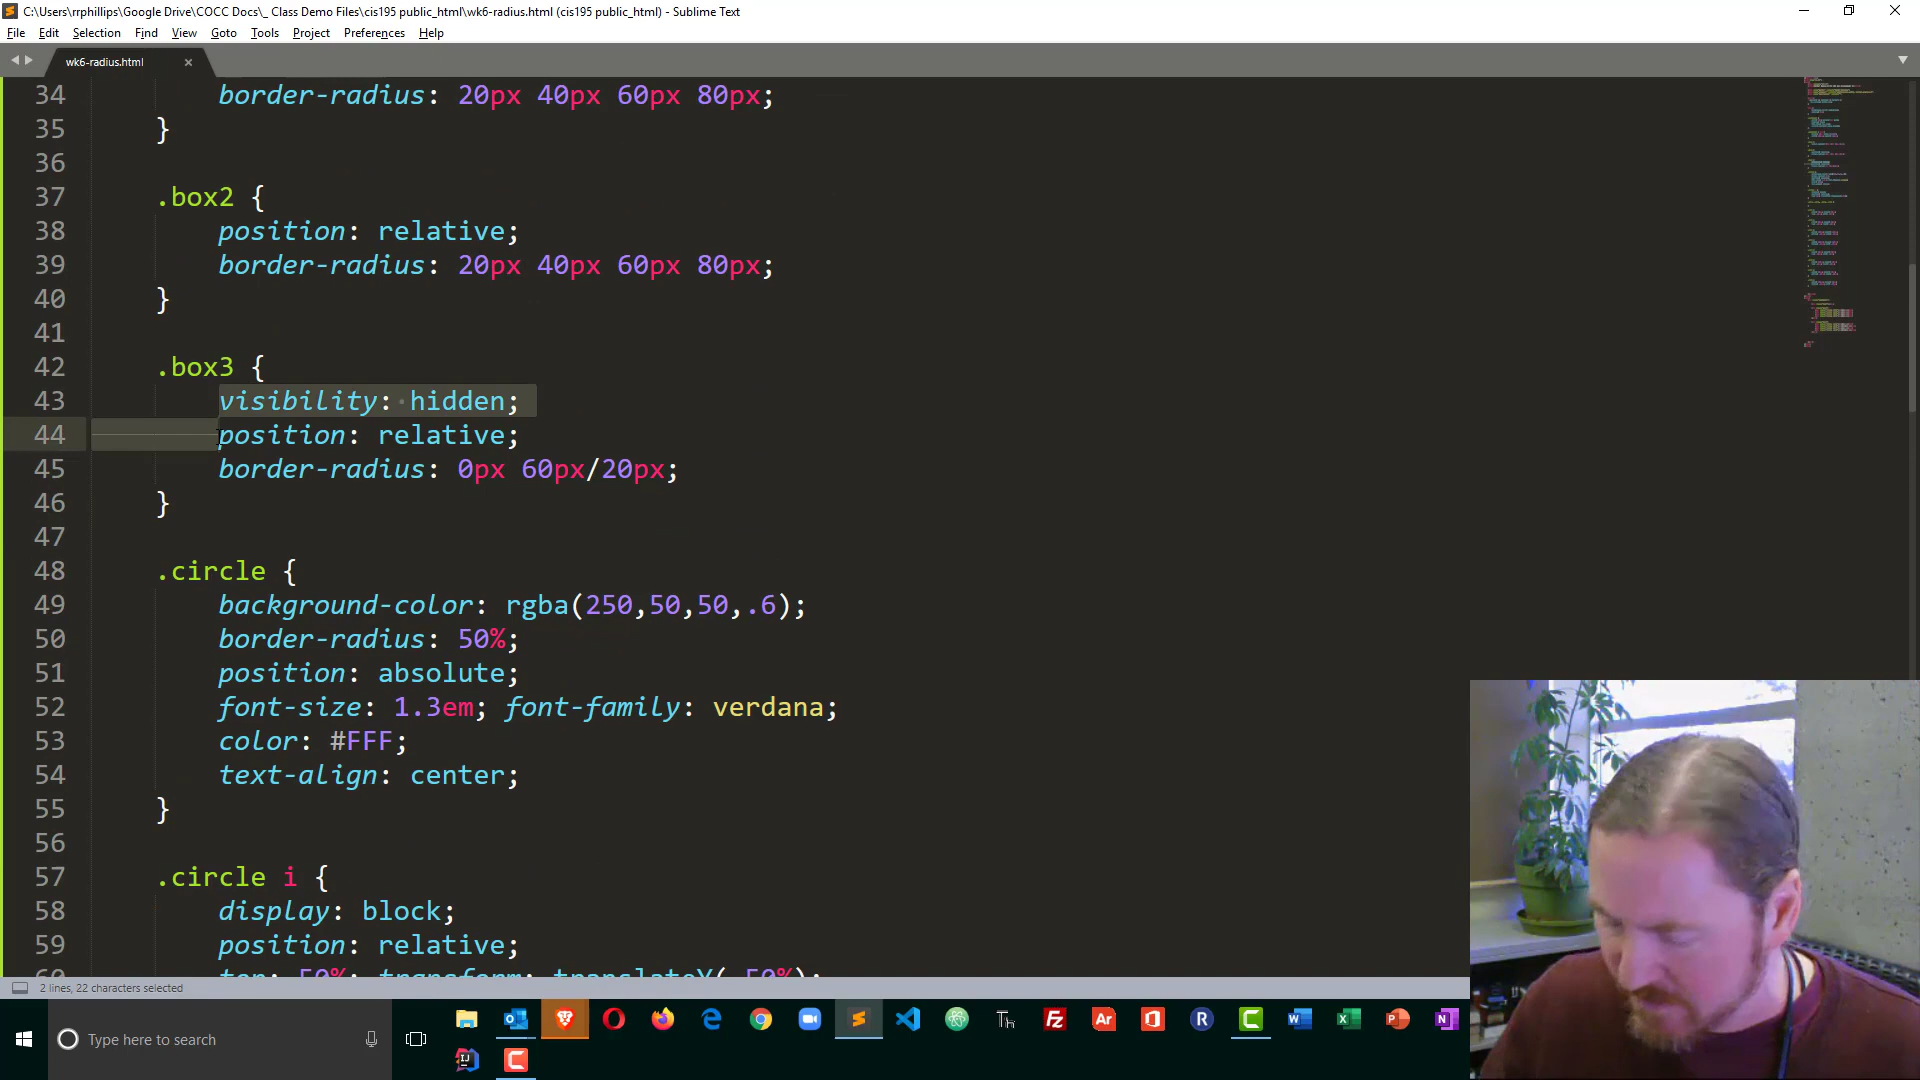 C:\Users\rrphillips\Google Drive\COCC Docs\_ Class Demo Files\cis195 public_html\wk6-radius.html (cis195 public_html) - Sublime Text
File Edit Selection Find View Goto Tools Project Preferences Help
wk6-radius.html
34 border-radius: 20px 40px 60px 80px;
35 }
36
37 .box2 {
38 position: relative;
39 border-radius: 20px 40px 60px 80px;
40 }
41
42 .box3 {
43 visibility: hidden;
44 position: relative;
45 border-radius: 0px 60px/20px;
46 }
47
48 .circle {
49 background-color: rgba(250,50,50,.6);
50 border-radius: 50%;
51 position: absolute;
52 font-size: 1.3em; font-family: verdana;
53 color: #FFF;
54 text-align: center;
55 }
56
57 .circle i {
58 display: block;
59 position: relative;
2 lines, 22 characters selected
Type here to search